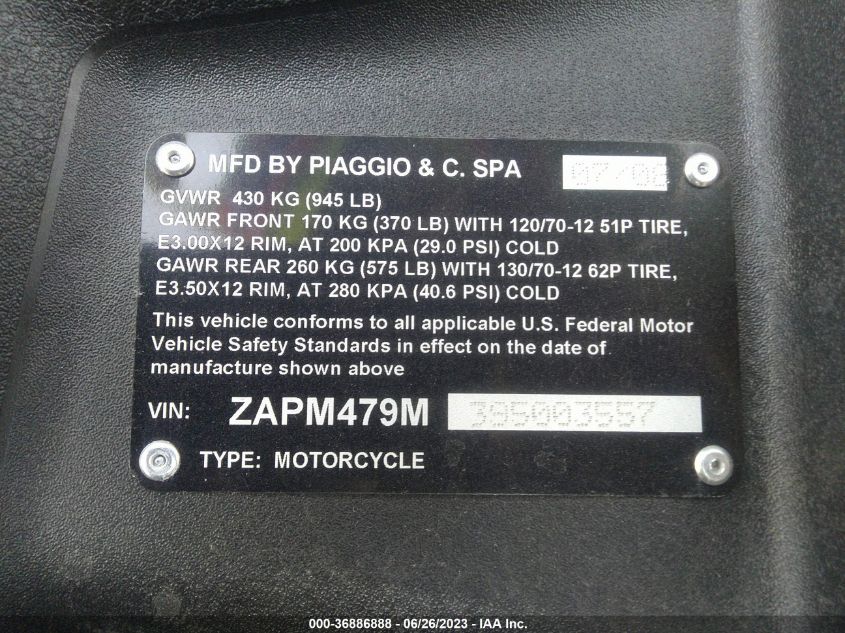 MFD BY PIAGGIO & C. SPA 07/08
GVWR 430 KG (945 LB)
GAWR FRONT 170 KG (370 LB) WITH 120/70-12 51P TIRE,
E3.00X12 RIM, AT 200 KPA (29.0 PSI) COLD
GAWR REAR 260 KG (575 LB) WITH 130/70-12 62P TIRE,
E3.50X12 RIM, AT 280 KPA (40.6 PSI) COLD
This vehicle conforms to all applicable U.S. Federal Motor
Vehicle Safety Standards in effect on the date of
manufacture shown above
VIN: ZAPM479M 395003557
TYPE: MOTORCYCLE
000-36886888 - 06/26/2023 - IAA Inc.